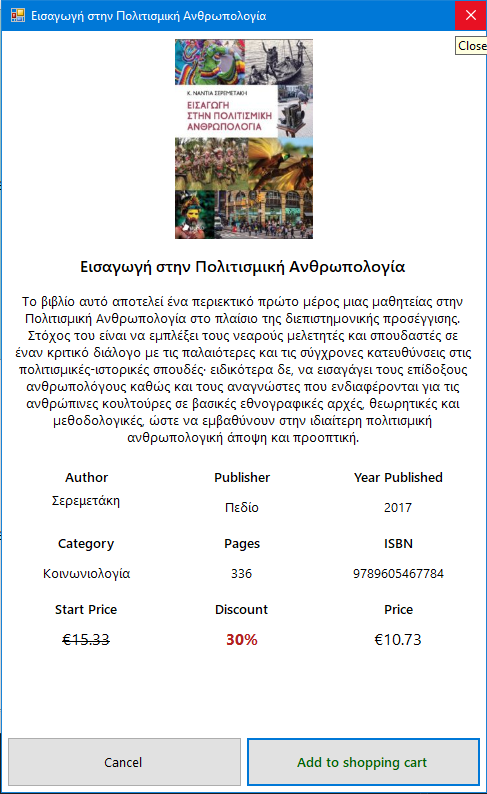 Εισαγωγή στην Πολιτισμική Ανθρωπολογία
Close
Κ. ΝΑΝΤΙΑ ΣΕΡΕΜΕΤΑΚΗ
ΕΙΣΑΓΩΓΗ
ΣΤΗΝ ΠΟΛΙΤΙΣΜΙΚΗ
ΑΝΘΡΩΠΟΛΟΓΙΑ
Εισαγωγή στην Πολιτισμική Ανθρωπολογία
Το βιβλίο αυτό αποτελεί ένα περιεκτικό πρώτο μέρος μιας μαθητείας στην
Πολιτισμική Ανθρωπολογία στο πλαίσιο της διεπιστημονικής προσέγγισης.
Στόχος του είναι να εμπλέξει τους νεαρούς μελετητές και σπουδαστές σε
έναν κριτικό διάλογο με τις παλαιότερες και τις σύγχρονες κατευθύνσεις στις
πολιτισμικές-ιστορικές σπουδές· ειδικότερα δε, να εισαγάγει τους επίδοξους
ανθρωπολόγους καθώς και τους αναγνώστες που ενδιαφέρονται για τις
ανθρώπινες κουλτούρες σε βασικές εθνογραφικές αρχές, θεωρητικές και
μεθοδολογικές, ώστε να εμβαθύνουν στην ιδιαίτερη πολιτισμική
ανθρωπολογική άποψη και προοπτική.
Author Publisher Year Published
Σερεμετάκη Πεδίο 2017
Category Pages ISBN
Κοινωνιολογία 336 9789605467784
Start Price Discount Price
€15.33 30% €10.73
Cancel Add to shopping cart